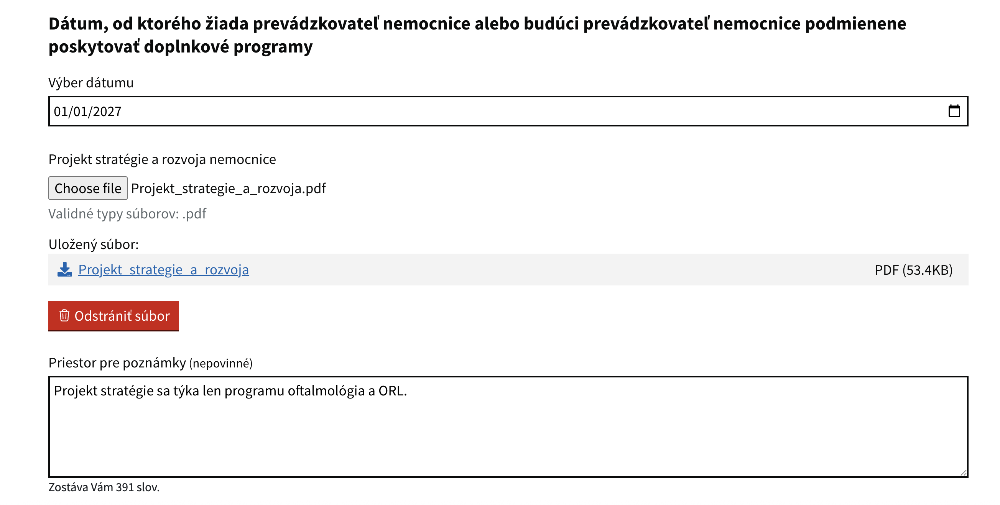 Dátum, od ktorého žiada prevádzkovateľ nemocnice alebo budúci prevádzkovateľ nemocnice podmienene
poskytovať doplnkové programy
Výber dátumu
01/01/2027
Projekt stratégie a rozvoja nemocnice
Choose file Projekt_strategie_a_rozvoja.pdf
Validné typy súborov: .pdf
Uložený súbor:
Projekt_strategie_a_rozvoja PDF (53.4KB)
Odstrániť súbor
Priestor pre poznámky (nepovinné)
Projekt stratégie sa týka len programu oftalmológia a ORL.
Zostáva Vám 391 slov.